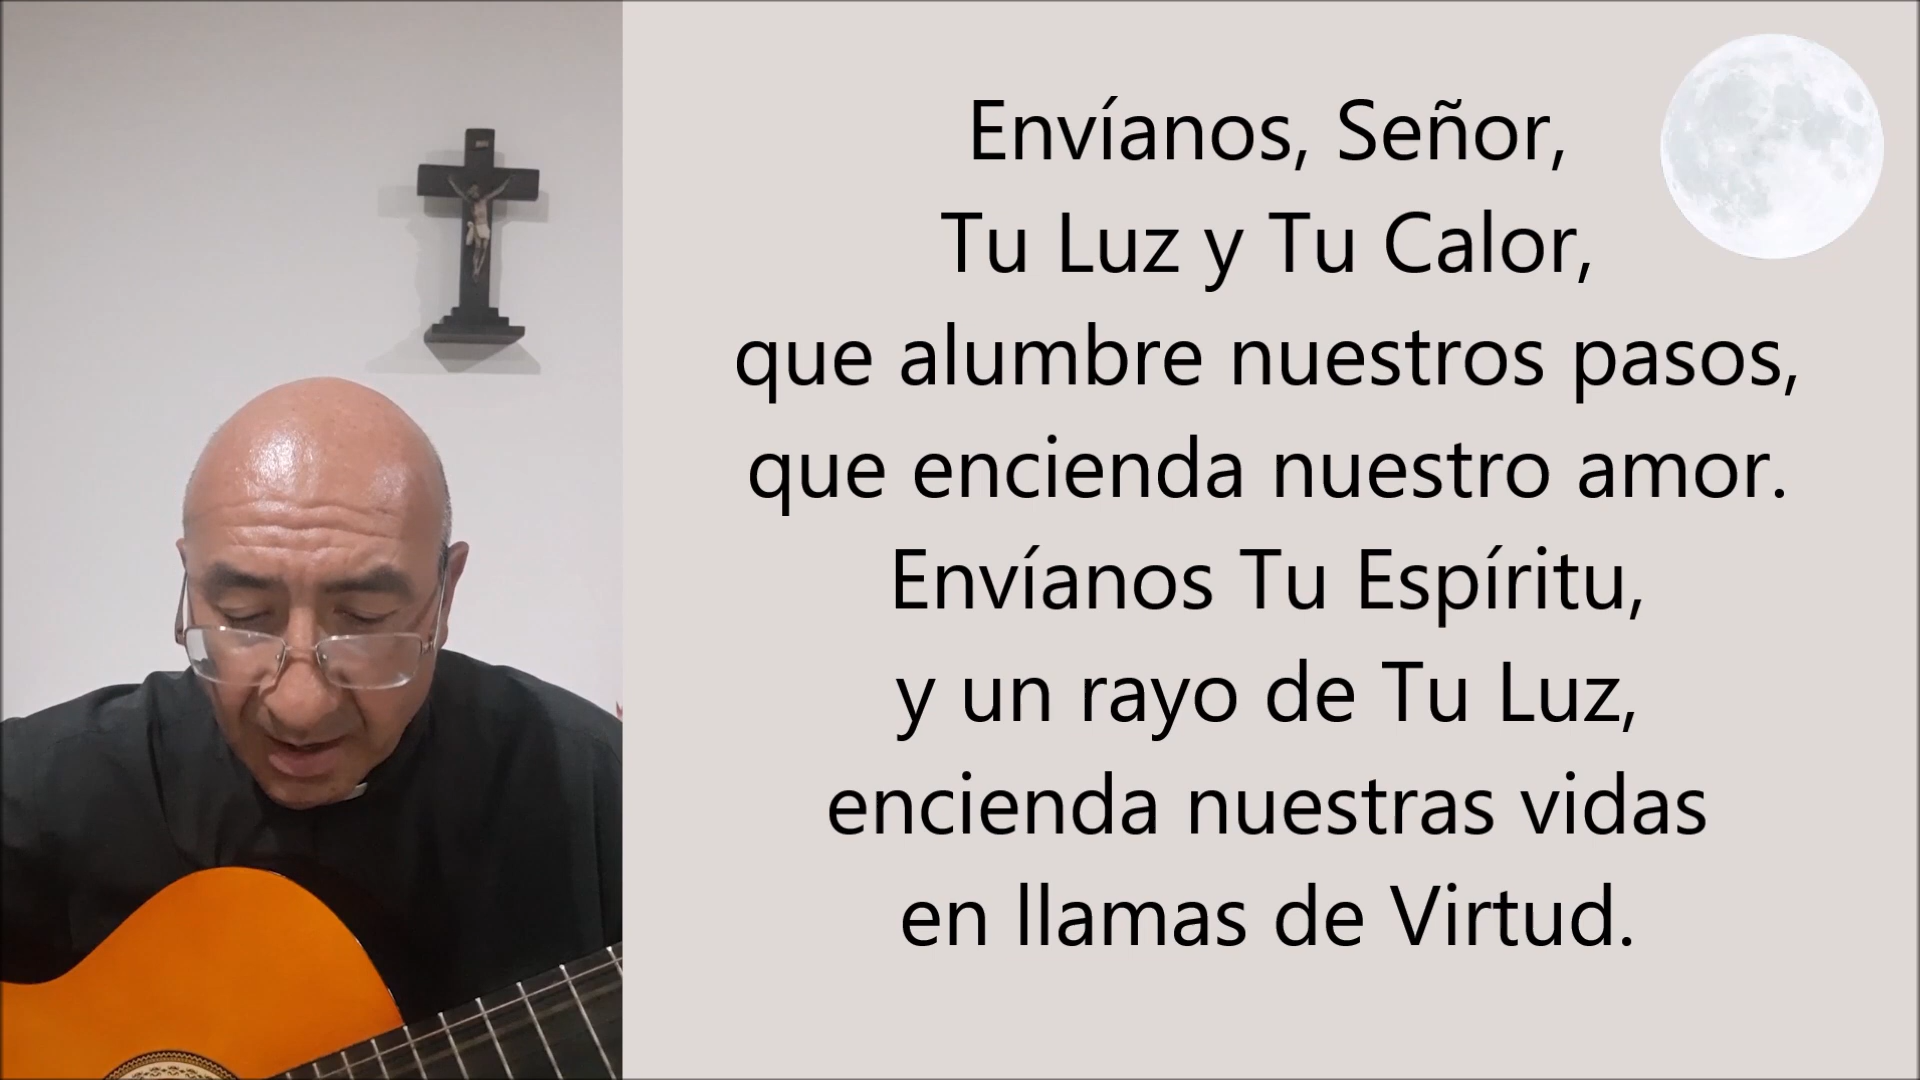 Envíanos, Señor,
Tu Luz y Tu Calor,
que alumbre nuestros pasos,
que encienda nuestro amor.
Envíanos Tu Espíritu,
y un rayo de Tu Luz,
encienda nuestras vidas
en llamas de Virtud.